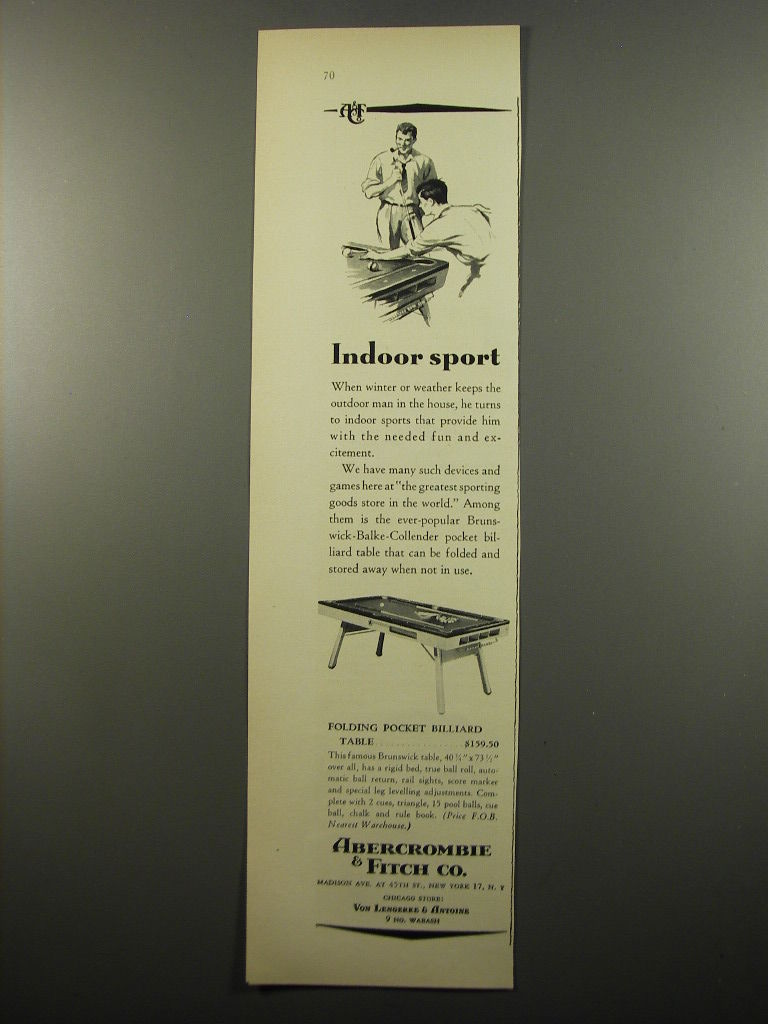 70
A&F
Indoor sport
When winter or weather keeps the
outdoor man in the house, he turns
to indoor sports that provide him
with the needed fun and ex-
citement.
We have many such devices and
games here at "the greatest sporting
goods store in the world." Among
them is the ever-popular Bruns-
wick-Balke-Collender pocket bil-
liard table that can be folded and
stored away when not in use.
FOLDING POCKET BILLIARD
TABLE . . . . . . . . . . . . . . . . $159.50
This famous Brunswick table, 40¼" x 73½"
over all, has a rigid bed, true ball roll, auto-
matic ball return, rail sights, score marker
and special leg levelling adjustments. Com-
plete with 2 cues, triangle, 15 pool balls, cue
ball, chalk and rule book. (Price F.O.B.
Nearest Warehouse.)
ABERCROMBIE
& FITCH CO.
MADISON AVE. AT 45TH ST., NEW YORK 17, N. Y
CHICAGO STORE:
VON LENGERKE & ANTOINE
9 NO. WABASH